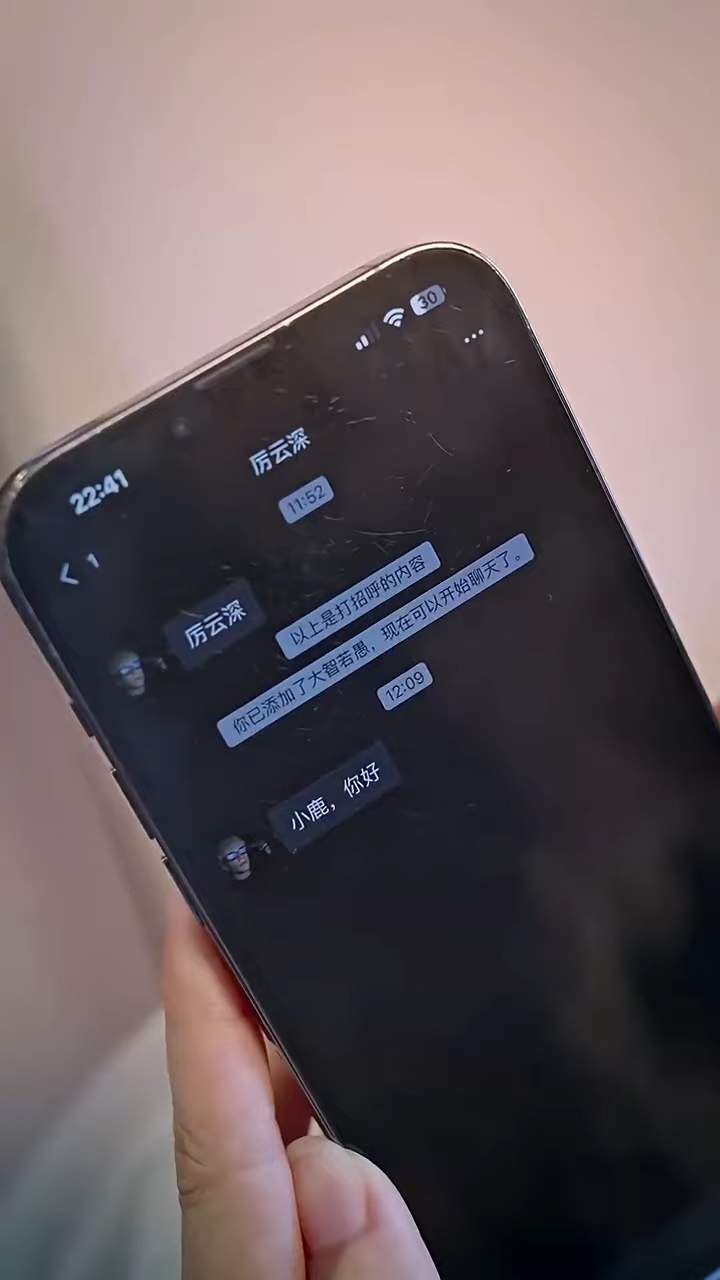 30
22:41
厉云深
1
11:52
厉云深
以上是打招呼的内容
你已添加了大智若愚，现在可以开始聊天了。
12:09
小鹿，你好